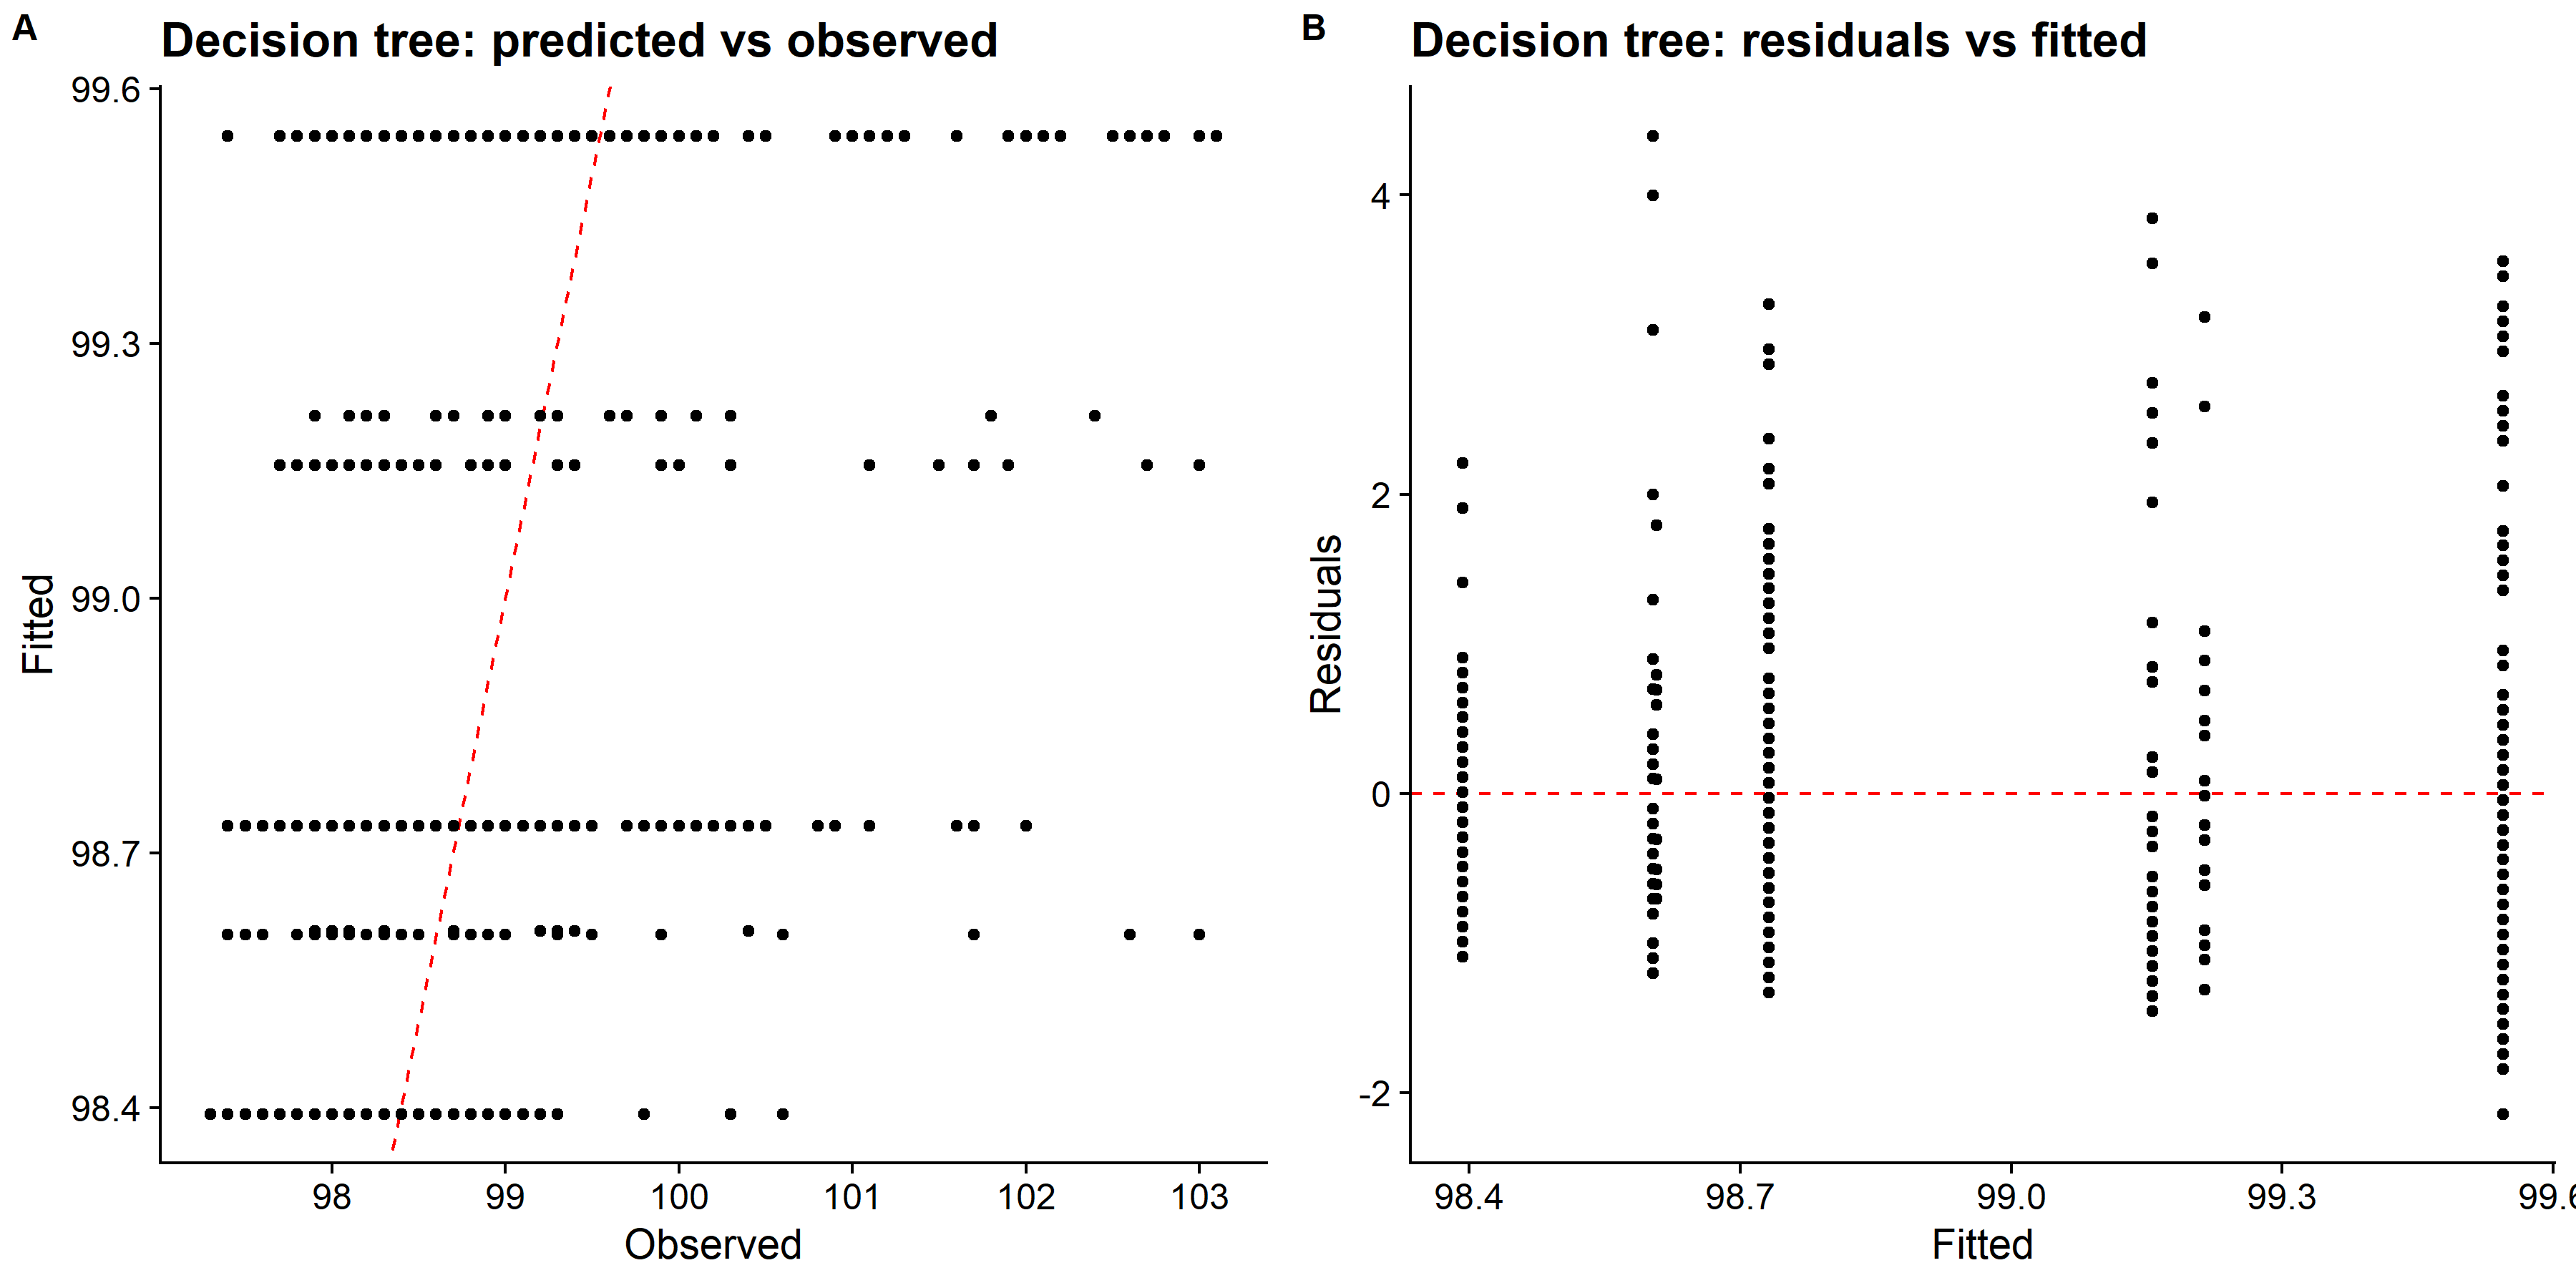 A
Decision tree: predicted vs observed
99.6
99.3
99.0
98.7
98.4
Fitted
98 99 100 101 102 103
Observed
B
Decision tree: residuals vs fitted
4
2
0
-2
Residuals
98.4 98.7 99.0 99.3 99.6
Fitted